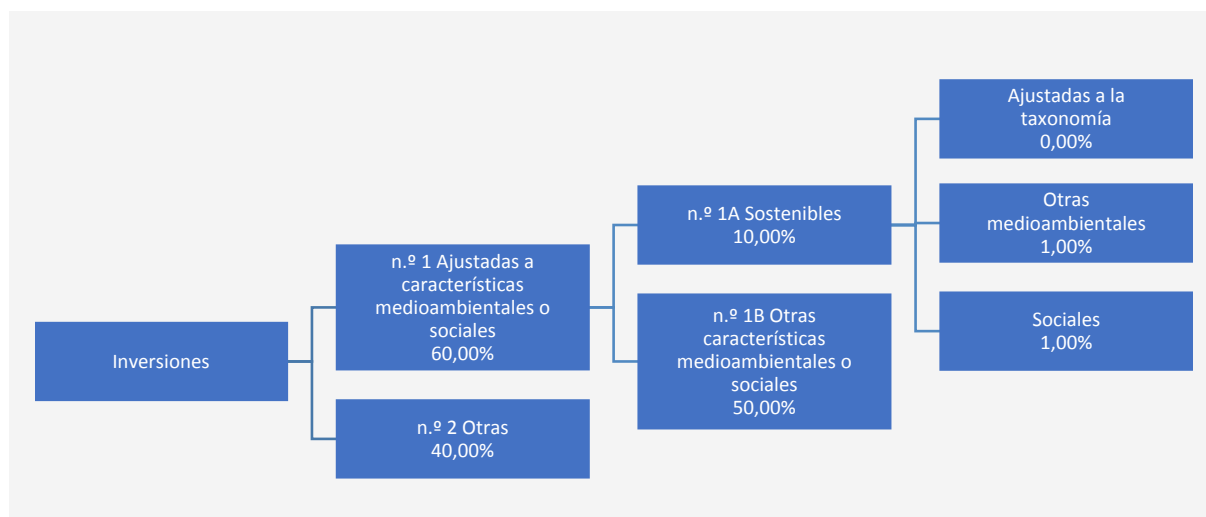 Inversiones
n.º 1 Ajustadas a
características
medioambientales o
sociales
60,00%
n.º 2 Otras
40,00%
n.º 1A Sostenibles
10,00%
n.º 1B Otras
características
medioambientales o
sociales
50,00%
Ajustadas a la
taxonomía
0,00%
Otras
medioambientales
1,00%
Sociales
1,00%